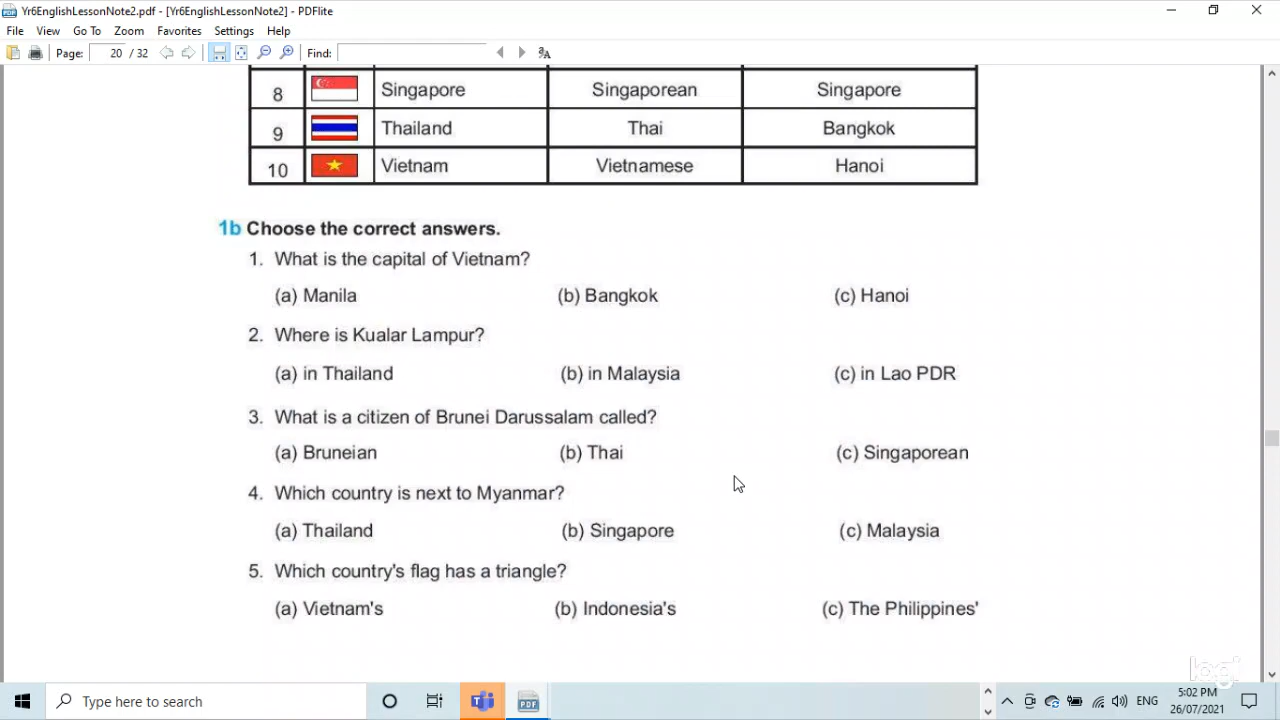 Yr6EnglishLessonNote2.pdf - [Yr6EnglishLessonNote2] - PDFlite
File View Go To Zoom Favorites Settings Help
Page: 20 / 32 Find:
8 Singapore Singaporean Singapore
9 Thailand Thai Bangkok
10 Vietnam Vietnamese Hanoi
1b Choose the correct answers.
1. What is the capital of Vietnam?
(a) Manila (b) Bangkok (c) Hanoi
2. Where is Kualar Lampur?
(a) in Thailand (b) in Malaysia (c) in Lao PDR
3. What is a citizen of Brunei Darussalam called?
(a) Bruneian (b) Thai (c) Singaporean
4. Which country is next to Myanmar?
(a) Thailand (b) Singapore (c) Malaysia
5. Which country's flag has a triangle?
(a) Vietnam's (b) Indonesia's (c) The Philippines'
Type here to search
PDF
ENG
5:02 PM
26/07/2021